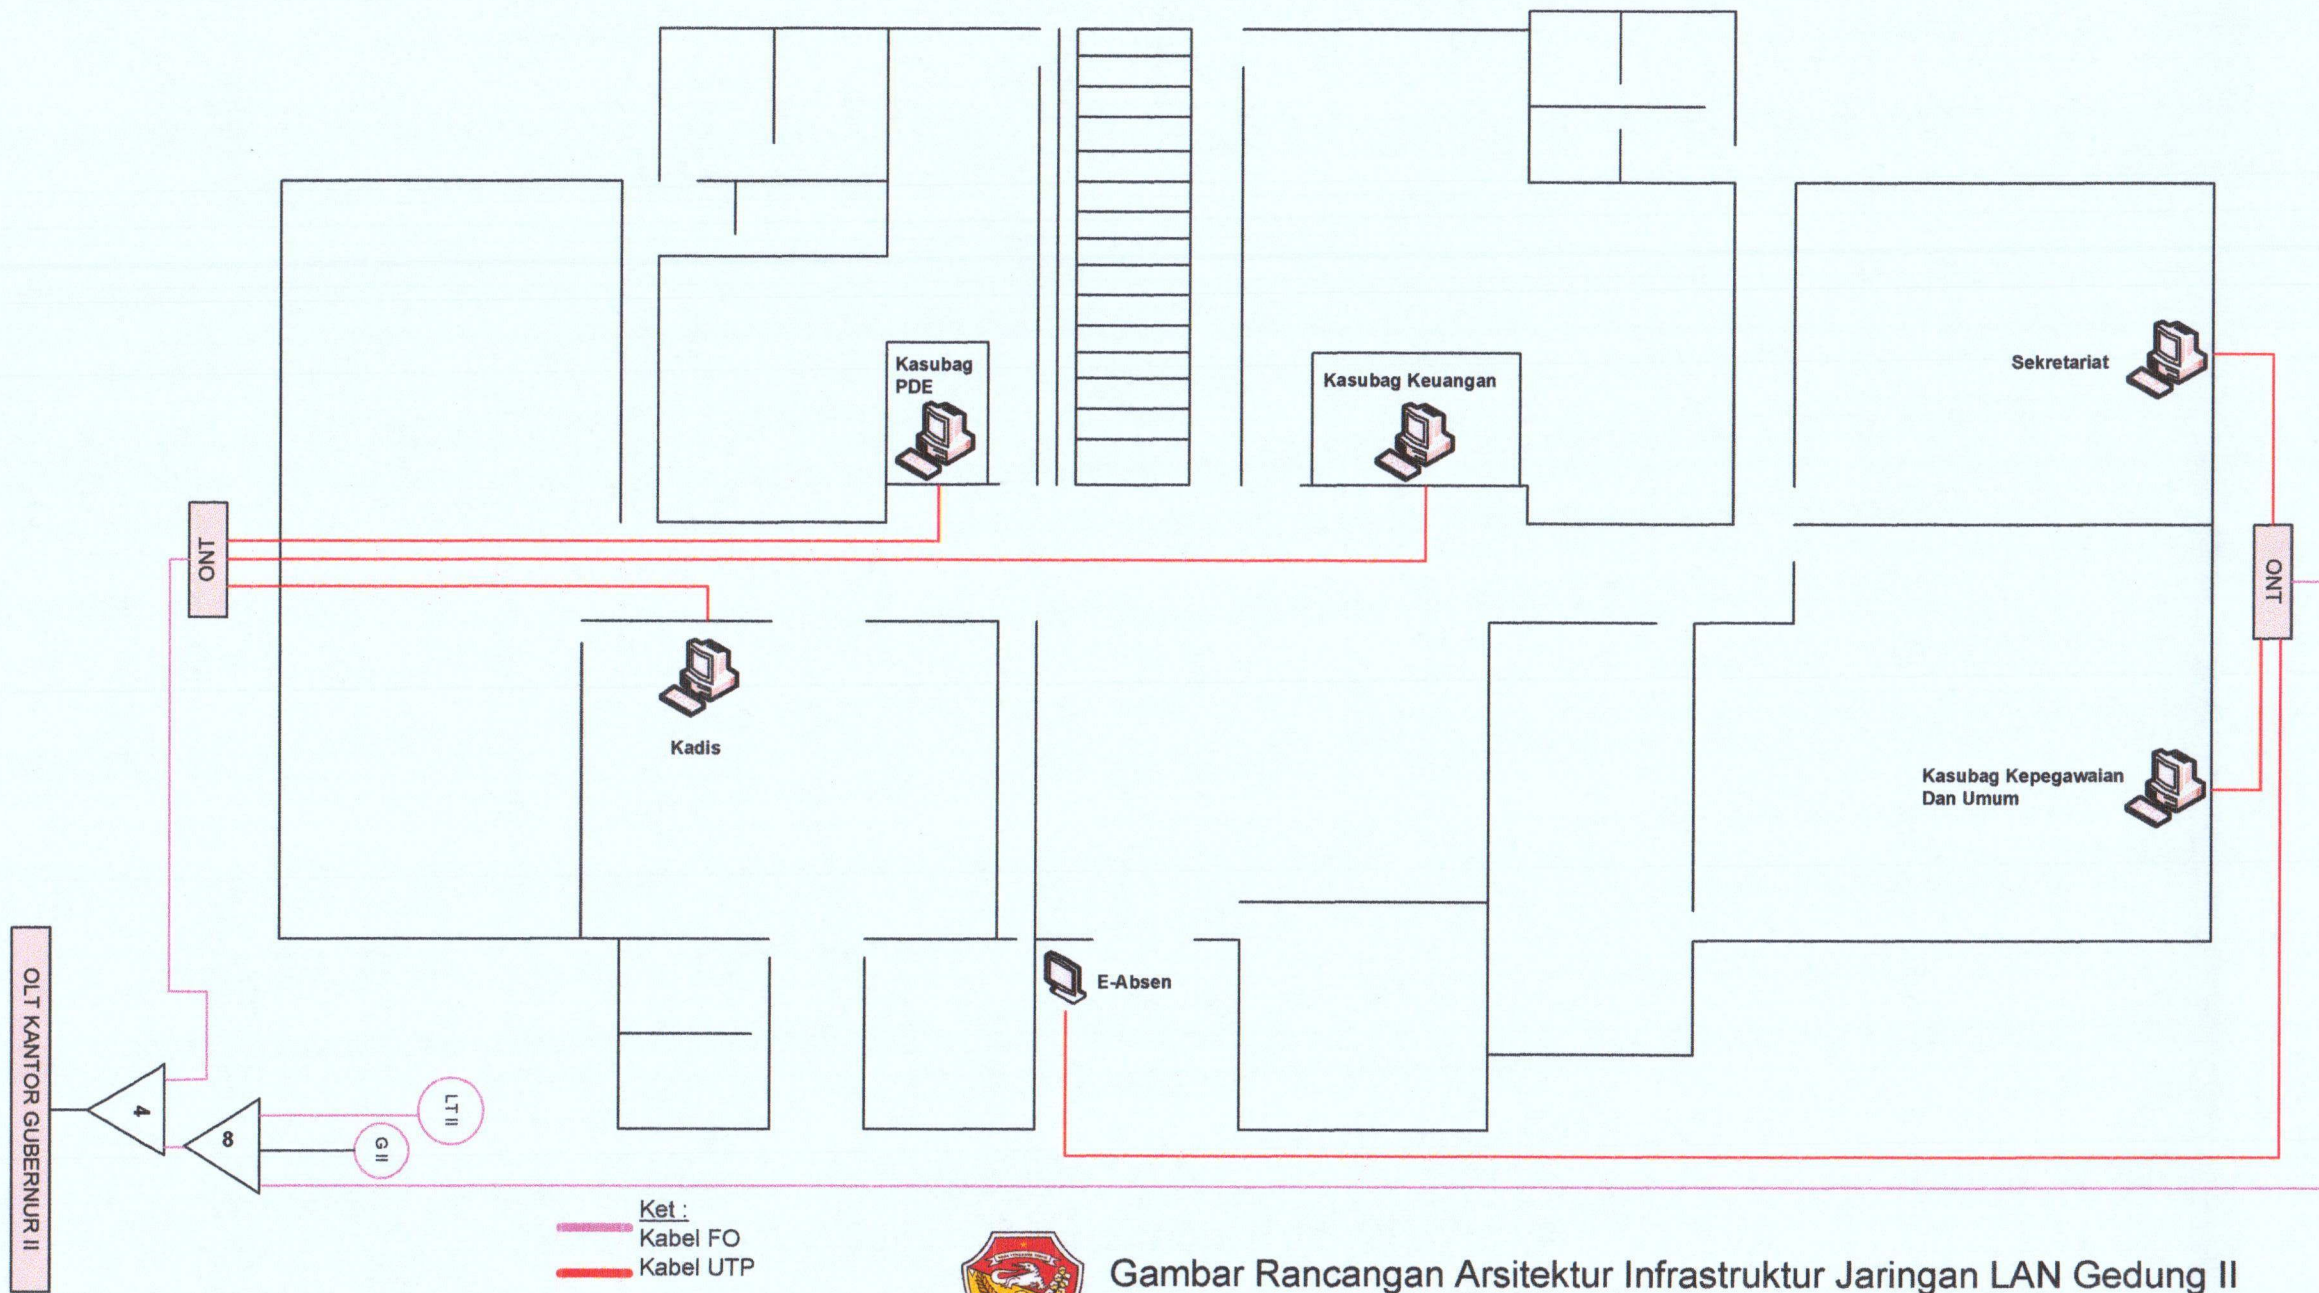 Kasubag
PDE
Kasubag Keuangan
Sekretariat
ONT
ONT
Kadis
Kasubag Kepegawaian
Dan Umum
E-Absen
OLT KANTOR GUBERNUR II
4
8
LT II
G II
Ket :
Kabel FO
Kabel UTP
Gambar Rancangan Arsitektur Infrastruktur Jaringan LAN Gedung II